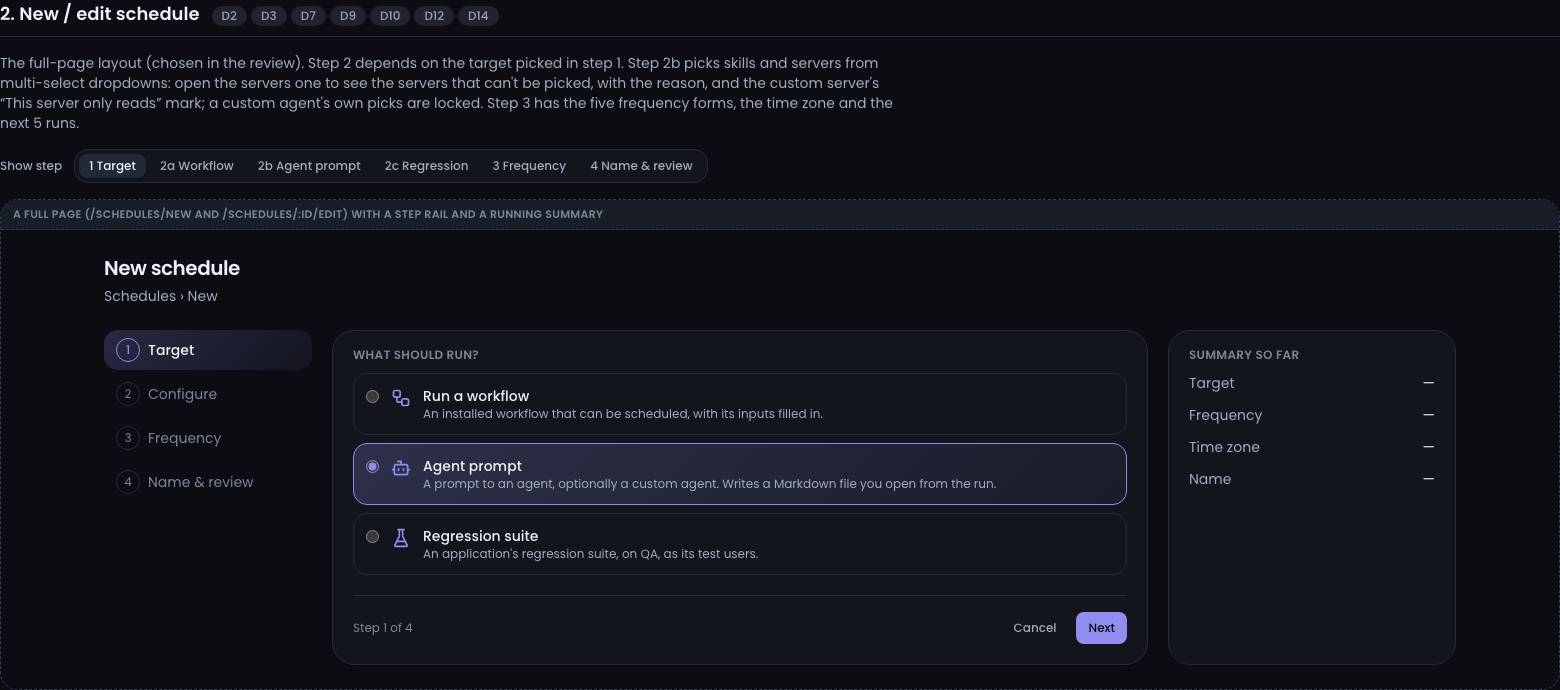 2. New / edit schedule D2 D3 D7 D9 D10 D12 D14
The full-page layout (chosen in the review). Step 2 depends on the target picked in step 1. Step 2b picks skills and servers from
multi-select dropdowns: open the servers one to see the servers that can't be picked, with the reason, and the custom server's
“This server only reads” mark; a custom agent's own picks are locked. Step 3 has the five frequency forms, the time zone and the
next 5 runs.
Show step 1 Target 2a Workflow 2b Agent prompt 2c Regression 3 Frequency 4 Name & review
A FULL PAGE (/SCHEDULES/NEW AND /SCHEDULES/:ID/EDIT) WITH A STEP RAIL AND A RUNNING SUMMARY
New schedule
Schedules › New
1 Target
2 Configure
3 Frequency
4 Name & review
WHAT SHOULD RUN?
Run a workflow
An installed workflow that can be scheduled, with its inputs filled in.
Agent prompt
A prompt to an agent, optionally a custom agent. Writes a Markdown file you open from the run.
Regression suite
An application's regression suite, on QA, as its test users.
Step 1 of 4 Cancel Next
SUMMARY SO FAR
Target —
Frequency —
Time zone —
Name —